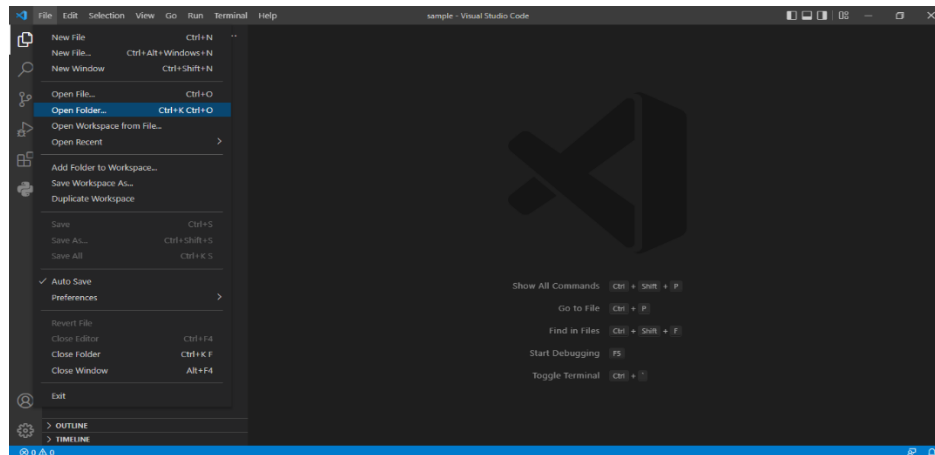 File Edit Selection View Go Run Terminal Help sample - Visual Studio Code
New File Ctrl+N
New File... Ctrl+Alt+Windows+N
New Window Ctrl+Shift+N
Open File... Ctrl+O
Open Folder... Ctrl+K Ctrl+O
Open Workspace from File...
Open Recent
Add Folder to Workspace...
Save Workspace As...
Duplicate Workspace
Save Ctrl+S
Save As... Ctrl+Shift+S
Save All Ctrl+K S
Auto Save
Preferences
Revert File
Close Editor Ctrl+F4
Close Folder Ctrl+K F
Close Window Alt+F4
Exit
Show All Commands Ctrl + Shift + P
Go to File Ctrl + P
Find in Files Ctrl + Shift + F
Start Debugging F5
Toggle Terminal Ctrl + `
OUTLINE
TIMELINE
0 0